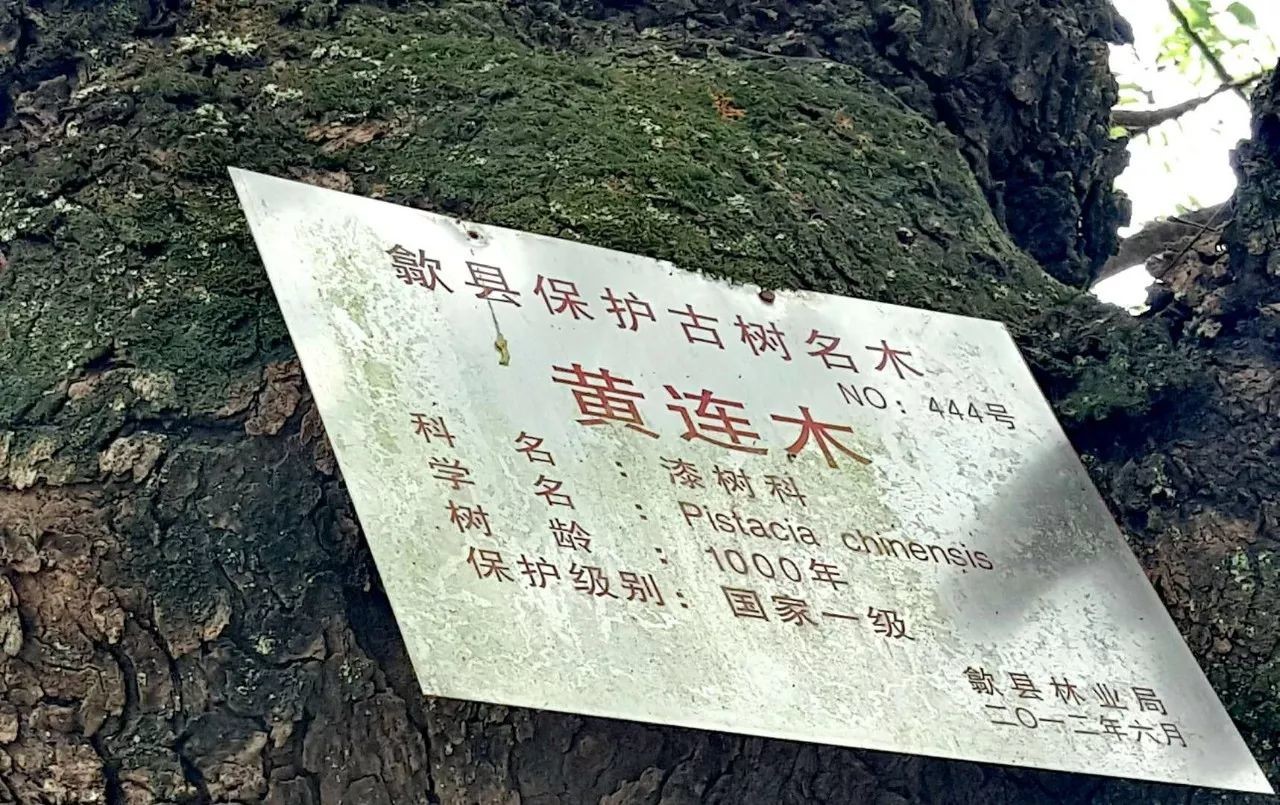 歙县保护古树名木
NO：444号
黄连木
科名：漆树科
学名：Pistacia chinensis
树龄：1000年
保护级别：国家一级
歙县林业局
二〇一二年六月